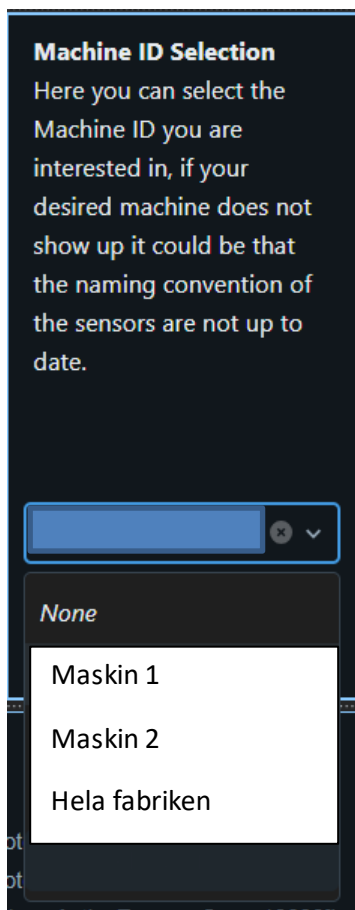 Machine ID Selection
Here you can select the
Machine ID you are
interested in, if your
desired machine does not
show up it could be that
the naming convention of
the sensors are not up to
date.
None
Maskin 1
Maskin 2
Hela fabriken
ot
ot